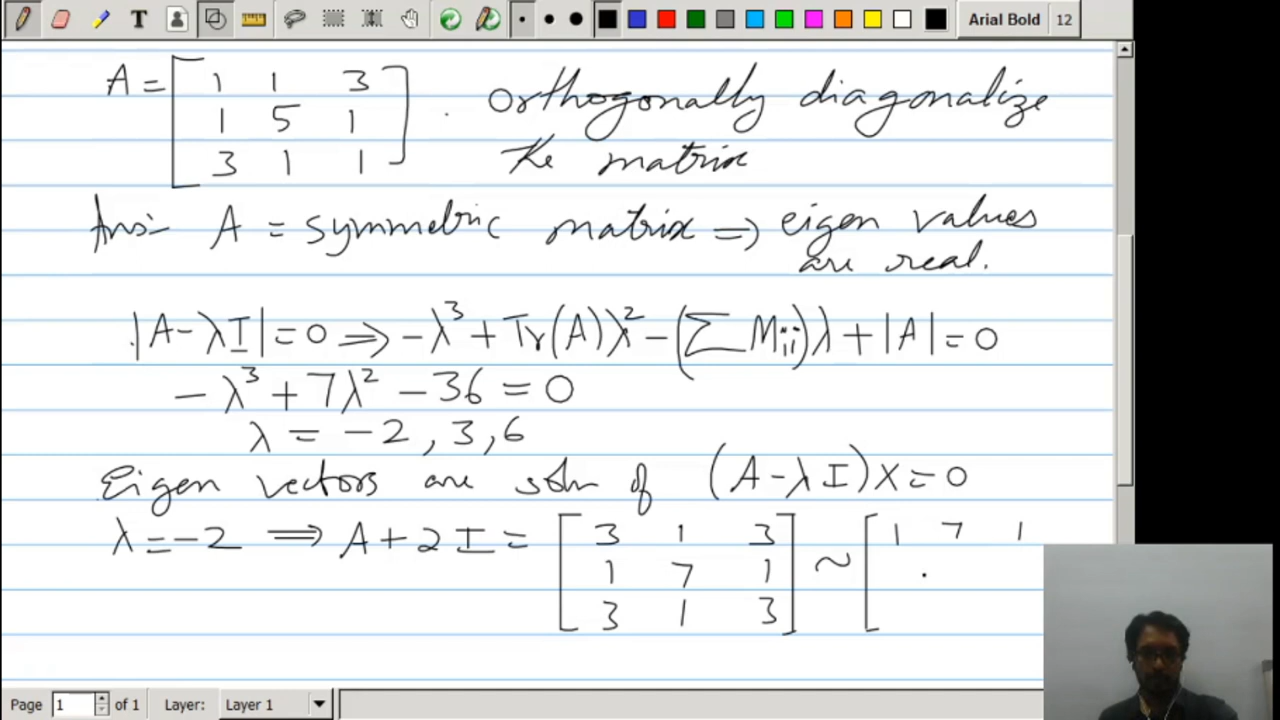 Arial Bold 12
A = [ 1 1 3
1 5 1
3 1 1 ] . Orthogonally diagonalize
the matrix
Ans:- A = symmetric matrix => eigen values
are real.
|A-λI| = 0 => -λ³ + Tr(A)λ² - (∑Mii)λ + |A| = 0
-λ³ + 7λ² - 36 = 0
λ = -2, 3, 6
Eigen vectors are soln of (A-λI)X = 0
λ = -2 => A+2I = [ 3 1 3
1 7 1
3 1 3 ] ~ [ 1 7 1
Page 1 of 1 Layer: Layer 1